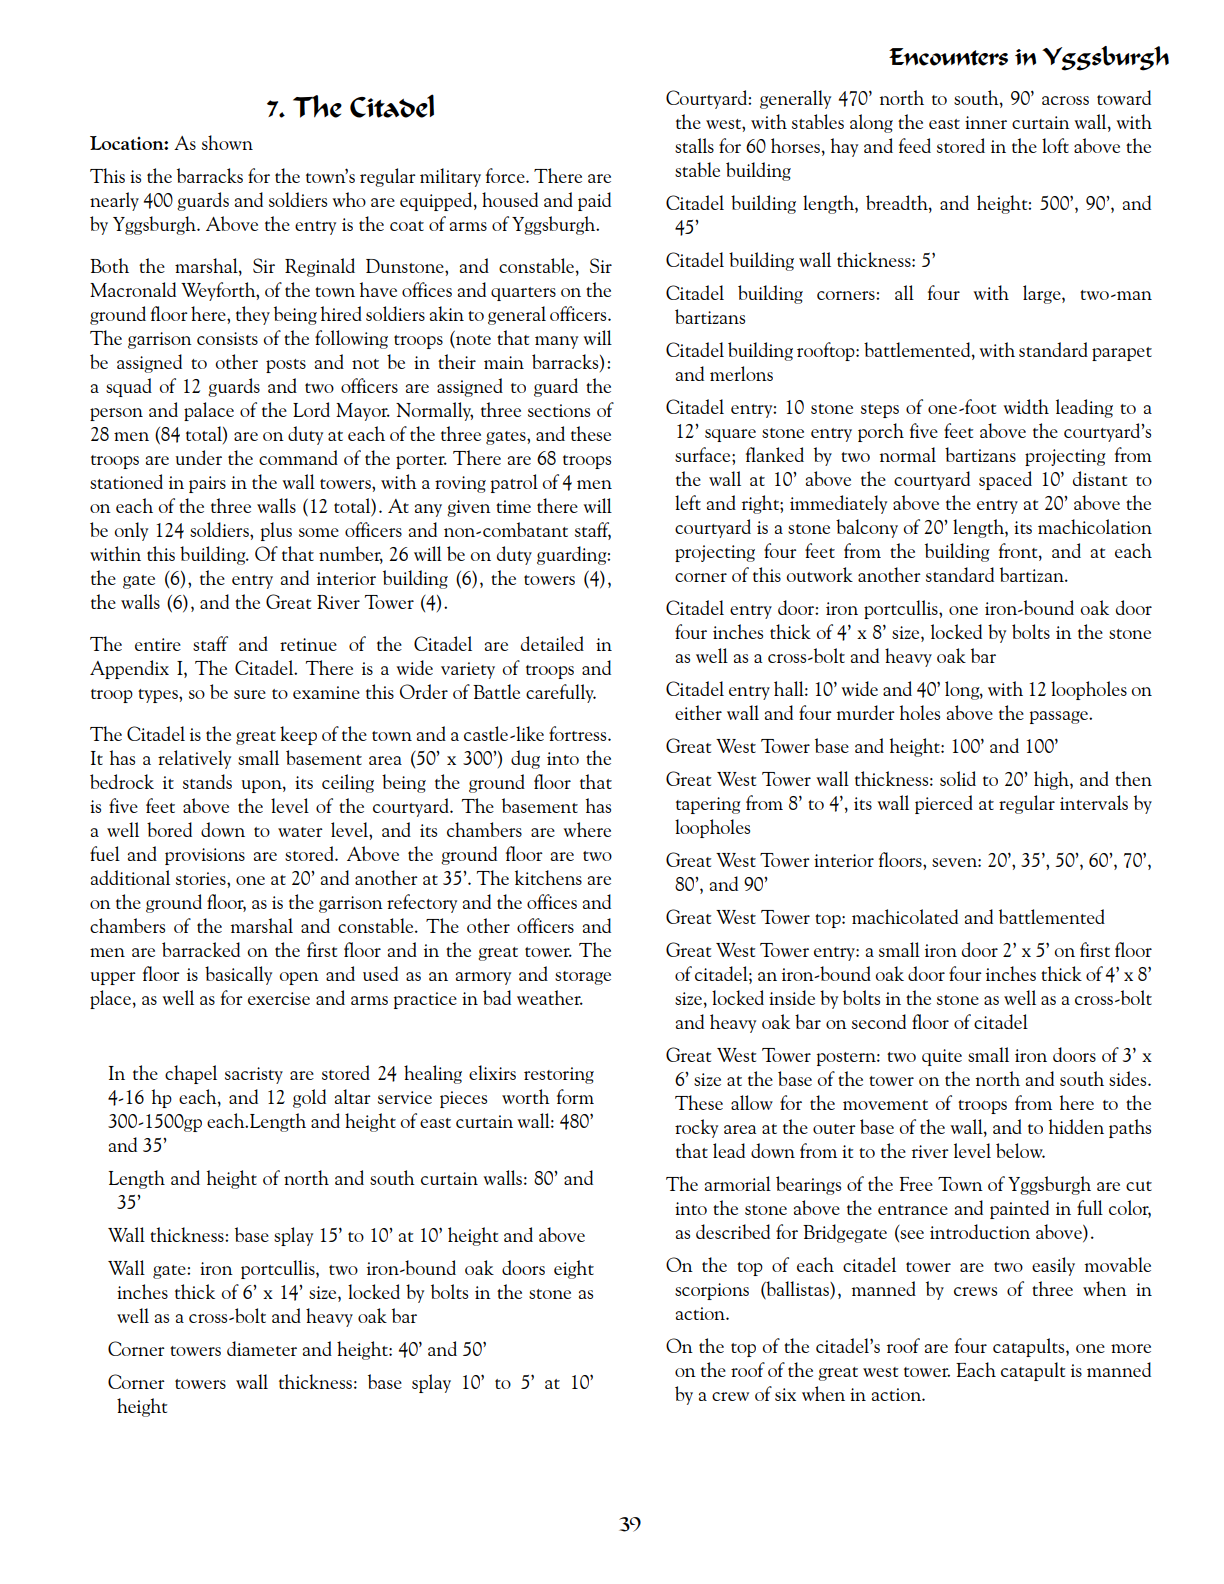 Encounters in Yggsburgh
7. The Citadel
Location: As shown
This is the barracks for the town's regular military force. There are
nearly 400 guards and soldiers who are equipped, housed and paid
by Yggsburgh. Above the entry is the coat of arms of Yggsburgh.
Both the marshal, Sir Reginald Dunstone, and constable, Sir
Macronald Weyforth, of the town have offices and quarters on the
ground floor here, they being hired soldiers akin to general officers.
The garrison consists of the following troops (note that many will
be assigned to other posts and not be in their main barracks):
a squad of 12 guards and two officers are assigned to guard the
person and palace of the Lord Mayor. Normally, three sections of
28 men (84 total) are on duty at each of the three gates, and these
troops are under the command of the porter. There are 68 troops
stationed in pairs in the wall towers, with a roving patrol of 4 men
on each of the three walls (12 total). At any given time there will
be only 124 soldiers, plus some officers and non-combatant staff,
within this building. Of that number, 26 will be on duty guarding:
the gate (6), the entry and interior building (6), the towers (4),
the walls (6), and the Great River Tower (4).
The entire staff and retinue of the Citadel are detailed in
Appendix I, The Citadel. There is a wide variety of troops and
troop types, so be sure to examine this Order of Battle carefully.
The Citadel is the great keep of the town and a castle-like fortress.
It has a relatively small basement area (50' x 300') dug into the
bedrock it stands upon, its ceiling being the ground floor that
is five feet above the level of the courtyard. The basement has
a well bored down to water level, and its chambers are where
fuel and provisions are stored. Above the ground floor are two
additional stories, one at 20' and another at 35'. The kitchens are
on the ground floor, as is the garrison refectory and the offices and
chambers of the marshal and constable. The other officers and
men are barracked on the first floor and in the great tower. The
upper floor is basically open and used as an armory and storage
place, as well as for exercise and arms practice in bad weather.
In the chapel sacristy are stored 24 healing elixirs restoring
4-16 hp each, and 12 gold altar service pieces worth form
300-1500gp each.Length and height of east curtain wall: 480'
and 35'
Length and height of north and south curtain walls: 80' and
35'
Wall thickness: base splay 15' to 10' at 10' height and above
Wall gate: iron portcullis, two iron-bound oak doors eight
inches thick of 6' x 14' size, locked by bolts in the stone as
well as a cross-bolt and heavy oak bar
Corner towers diameter and height: 40' and 50'
Corner towers wall thickness: base splay 10' to 5' at 10'
height
Courtyard: generally 470' north to south, 90' across toward
the west, with stables along the east inner curtain wall, with
stalls for 60 horses, hay and feed stored in the loft above the
stable building
Citadel building length, breadth, and height: 500', 90', and
45'
Citadel building wall thickness: 5'
Citadel building corners: all four with large, two-man
bartizans
Citadel building rooftop: battlemented, with standard parapet
and merlons
Citadel entry: 10 stone steps of one-foot width leading to a
12' square stone entry porch five feet above the courtyard's
surface; flanked by two normal bartizans projecting from
the wall at 10' above the courtyard spaced 10' distant to
left and right; immediately above the entry at 20' above the
courtyard is a stone balcony of 20' length, its machicolation
projecting four feet from the building front, and at each
corner of this outwork another standard bartizan.
Citadel entry door: iron portcullis, one iron-bound oak door
four inches thick of 4' x 8' size, locked by bolts in the stone
as well as a cross-bolt and heavy oak bar
Citadel entry hall: 10' wide and 40' long, with 12 loopholes on
either wall and four murder holes above the passage.
Great West Tower base and height: 100' and 100'
Great West Tower wall thickness: solid to 20' high, and then
tapering from 8' to 4', its wall pierced at regular intervals by
loopholes
Great West Tower interior floors, seven: 20', 35', 50', 60', 70',
80', and 90'
Great West Tower top: machicolated and battlemented
Great West Tower entry: a small iron door 2' x 5' on first floor
of citadel; an iron-bound oak door four inches thick of 4' x 8'
size, locked inside by bolts in the stone as well as a cross-bolt
and heavy oak bar on second floor of citadel
Great West Tower postern: two quite small iron doors of 3' x
6' size at the base of the tower on the north and south sides.
These allow for the movement of troops from here to the
rocky area at the outer base of the wall, and to hidden paths
that lead down from it to the river level below.
The armorial bearings of the Free Town of Yggsburgh are cut
into the stone above the entrance and painted in full color,
as described for Bridgegate (see introduction above).
On the top of each citadel tower are two easily movable
scorpions (ballistas), manned by crews of three when in
action.
On the top of the citadel's roof are four catapults, one more
on the roof of the great west tower. Each catapult is manned
by a crew of six when in action.
39